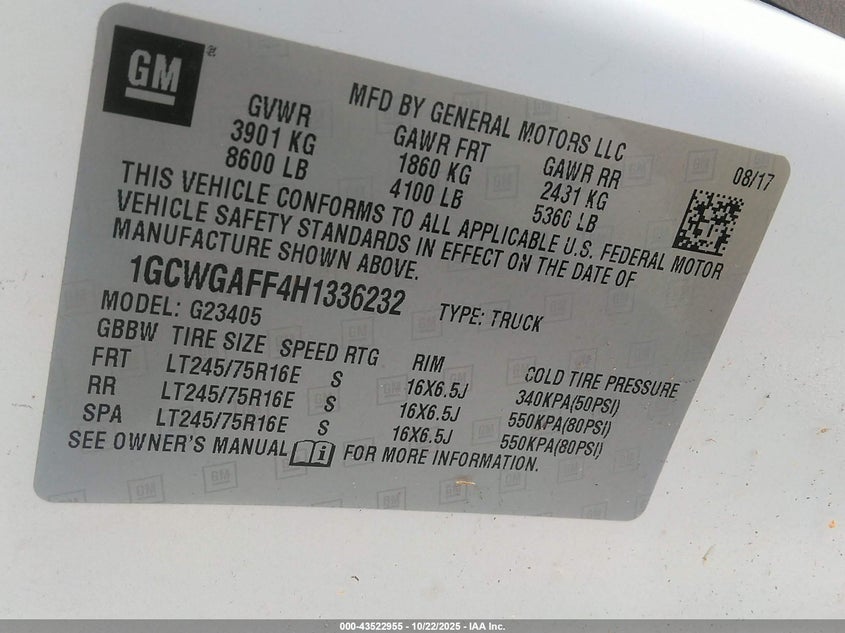 GM
MFD BY GENERAL MOTORS LLC
08/17
GVWR GAWR FRT GAWR RR
3901 KG 1860 KG 2431 KG
8600 LB 4100 LB 5360 LB
THIS VEHICLE CONFORMS TO ALL APPLICABLE U.S. FEDERAL MOTOR
VEHICLE SAFETY STANDARDS IN EFFECT ON THE DATE OF
MANUFACTURE SHOWN ABOVE.
1GCWGAFF4H1336232 TYPE: TRUCK
MODEL: G23405
GBBW TIRE SIZE SPEED RTG RIM COLD TIRE PRESSURE
FRT LT245/75R16E S 16X6.5J 340KPA(50PSI)
RR LT245/75R16E S 16X6.5J 550KPA(80PSI)
SPA LT245/75R16E S 16X6.5J 550KPA(80PSI)
SEE OWNER'S MANUAL i FOR MORE INFORMATION.
000-43522955 - 10/22/2025 - IAA Inc.